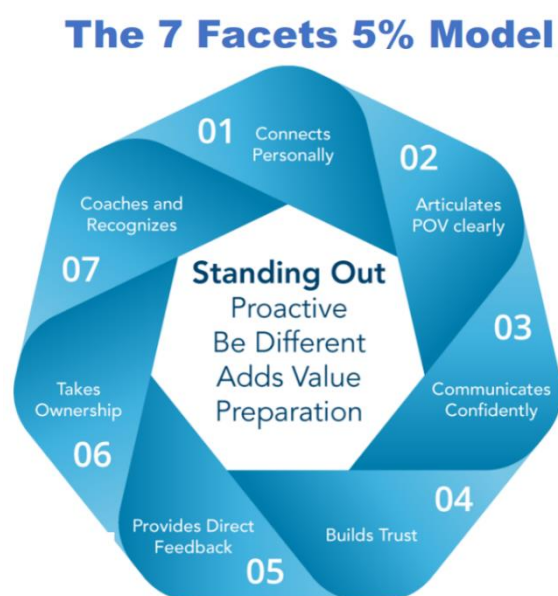 The 7 Facets 5% Model
01
Connects
Personally
02
Articulates
POV clearly
03
Communicates
Confidently
04
Builds Trust
05
Provides Direct
Feedback
06
Takes
Ownership
07
Coaches and
Recognizes
Standing Out
Proactive
Be Different
Adds Value
Preparation